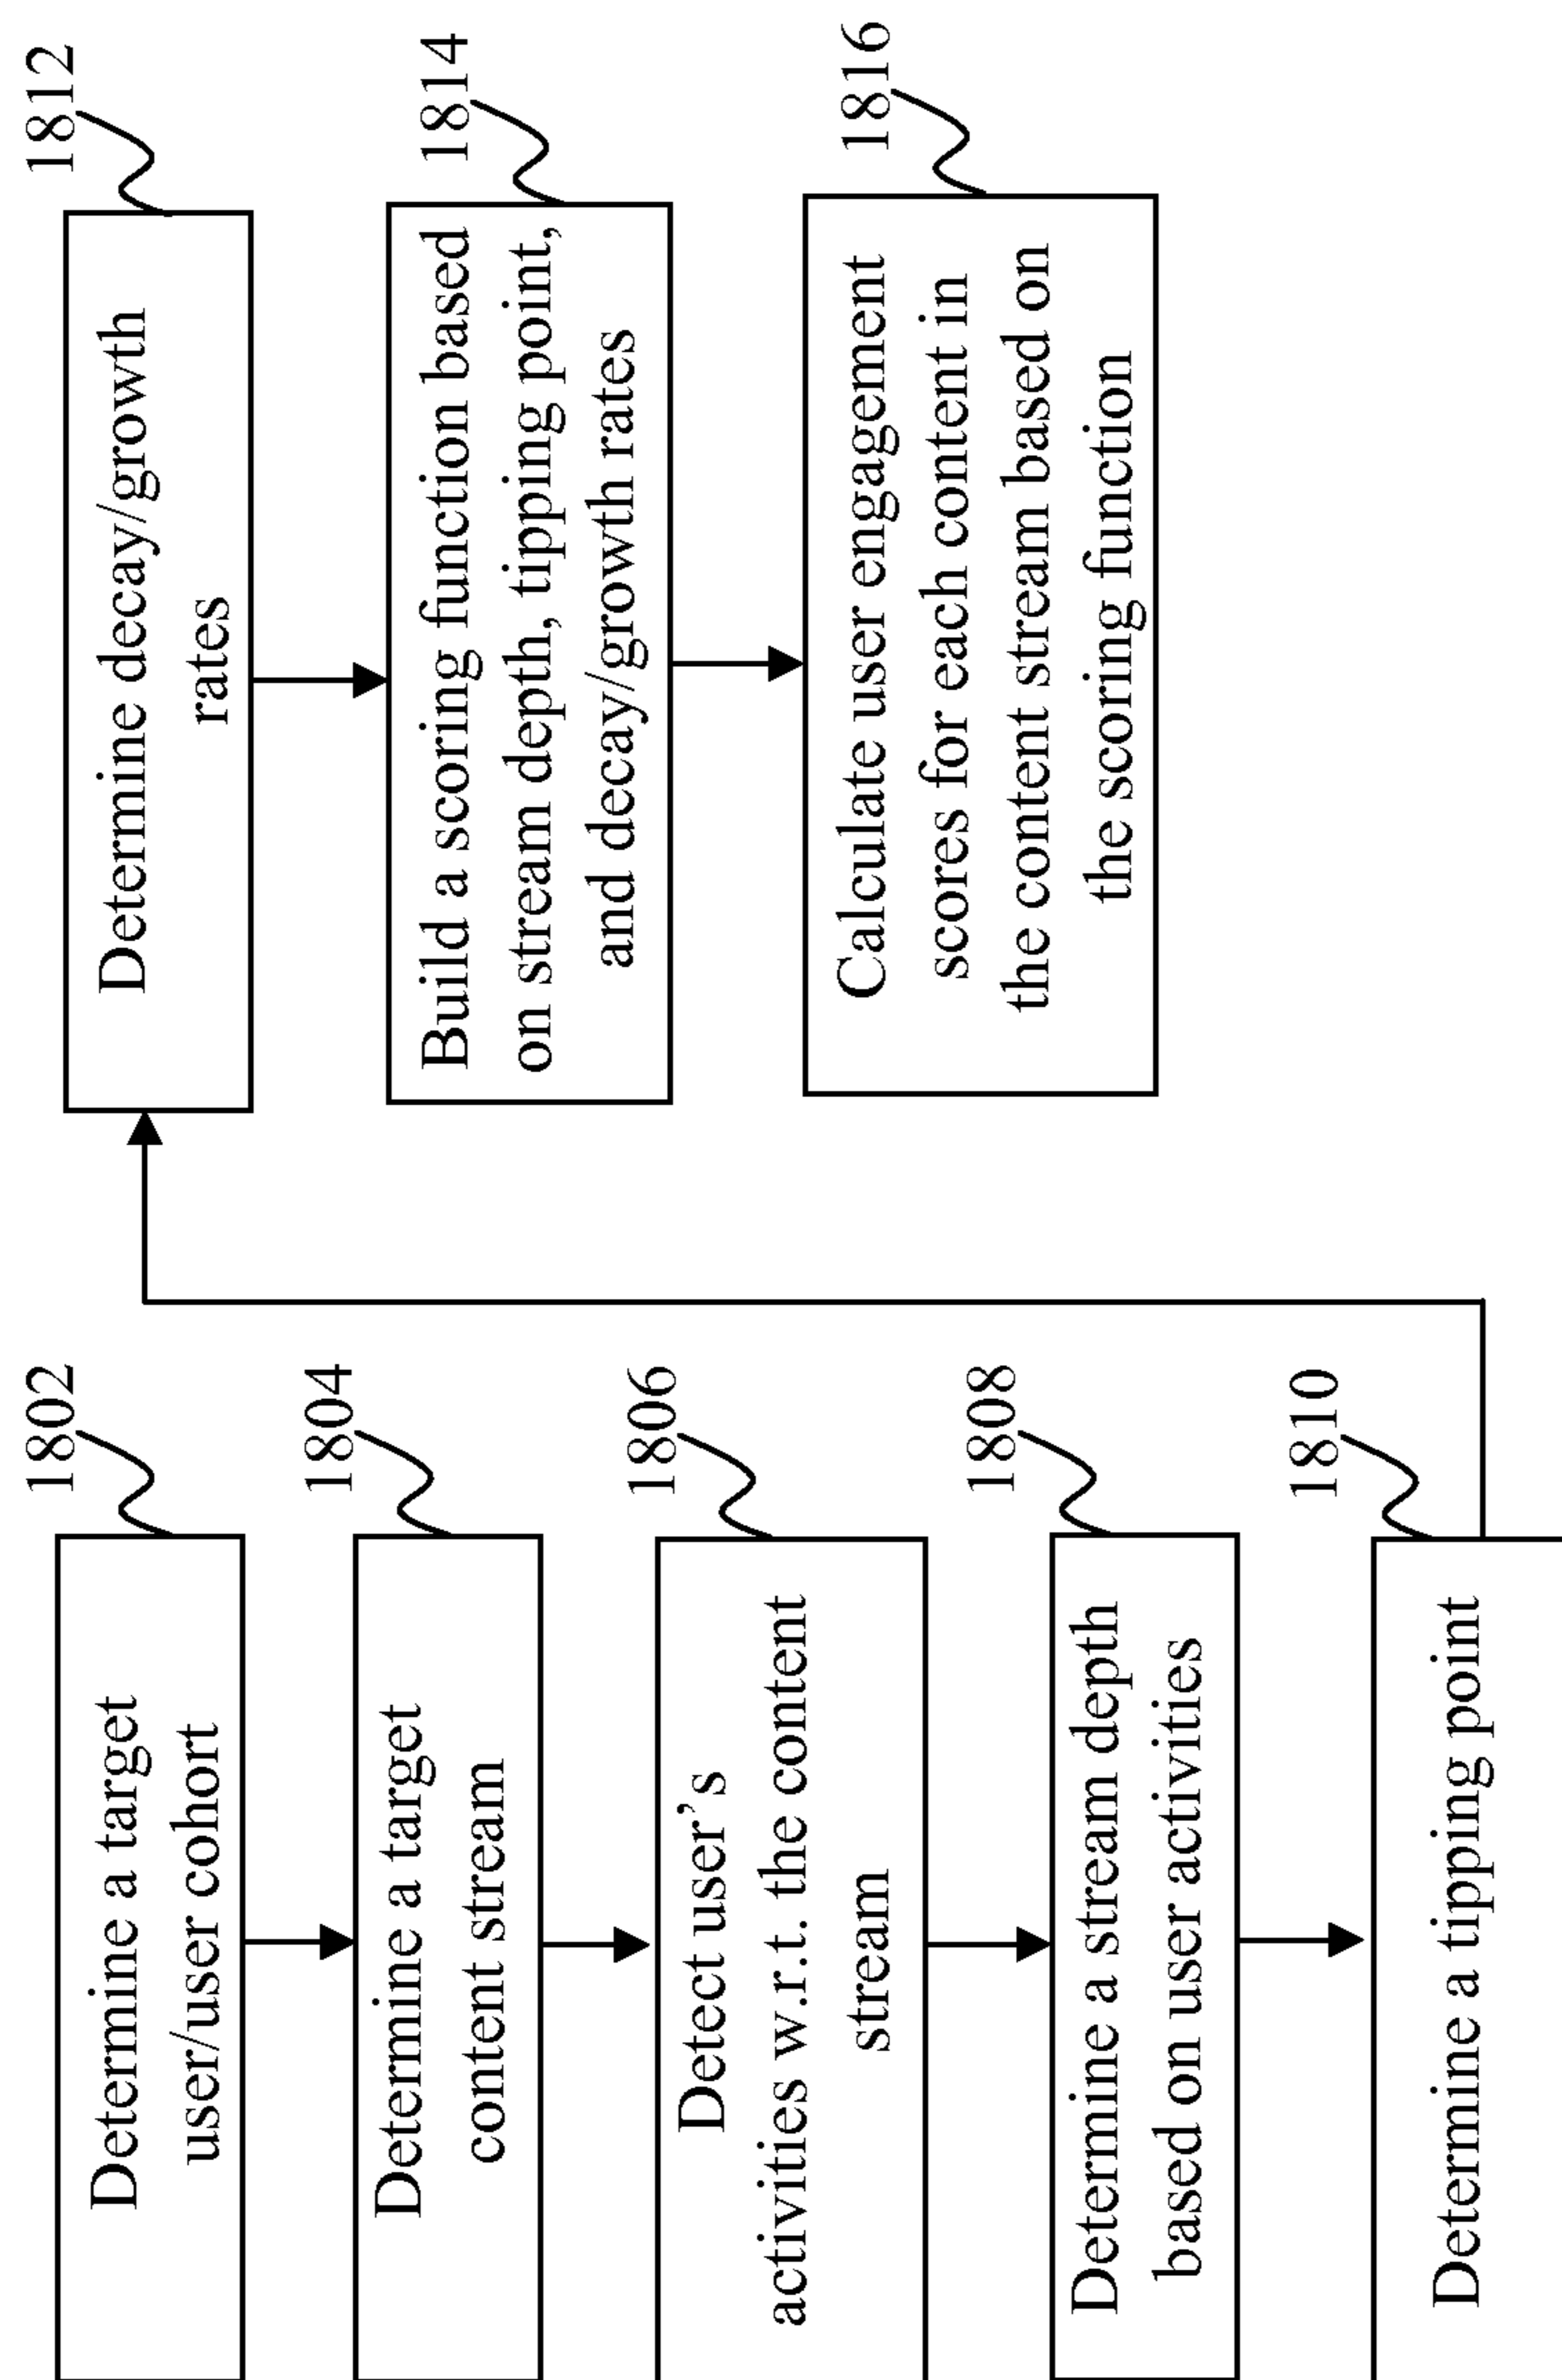 1802
Determine a target
user/user cohort
1804
Determine a target
content stream
1806
Detect user’s
activities w.r.t. the content
stream
1808
Determine a stream depth
based on user activities
1810
Determine a tipping point
1812
Determine decay/growth
rates
1814
Build a scoring function based
on stream depth, tipping point,
and decay/growth rates
1816
Calculate user engagement
scores for each content in
the content stream based on
the scoring function